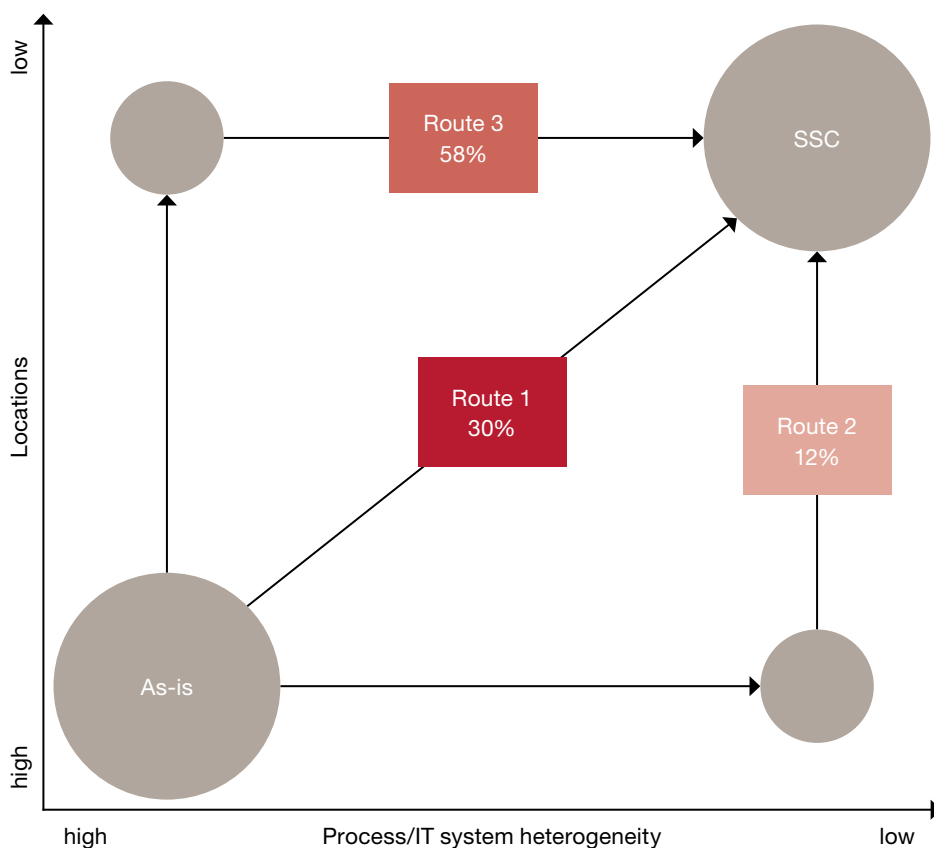 low
Route 3
58%
SSC
Locations
Route 1
30%
Route 2
12%
As-is
high
high
Process/IT system heterogeneity
low